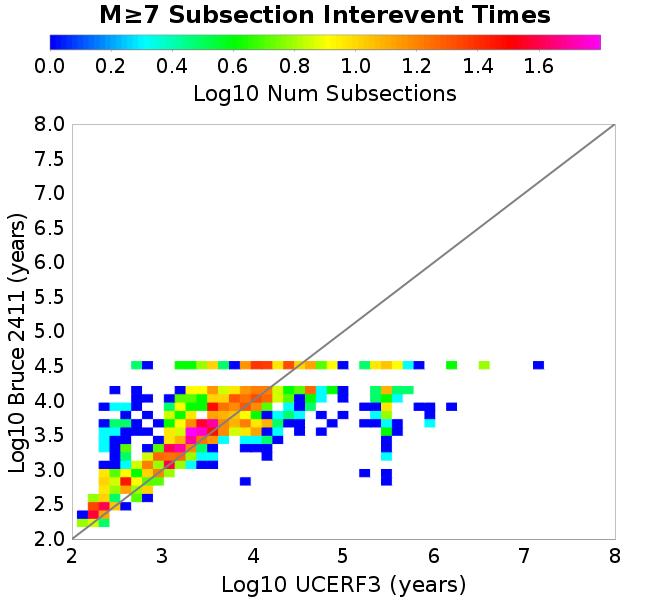 M≥7 Subsection Interevent Times
0.0 0.2 0.4 0.6 0.8 1.0 1.2 1.4 1.6
Log10 Num Subsections
Log10 Bruce 2411 (years)
8.0
7.5
7.0
6.5
6.0
5.5
5.0
4.5
4.0
3.5
3.0
2.5
2.0
2 3 4 5 6 7 8
Log10 UCERF3 (years)